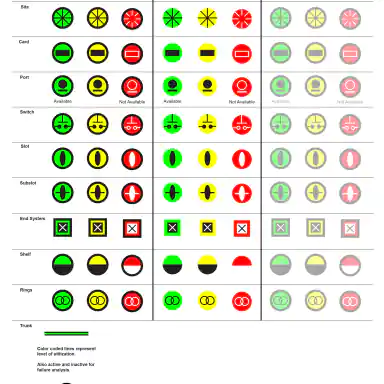 Site
Card
Port
Available
Not Available
Available
Not Available
Available
Not Available
Switch
Slot
Subslot
End System
Shelf
Rings
Trunk
Color coded lines represent
level of utilization.
Also active and inactive for
failure analysis